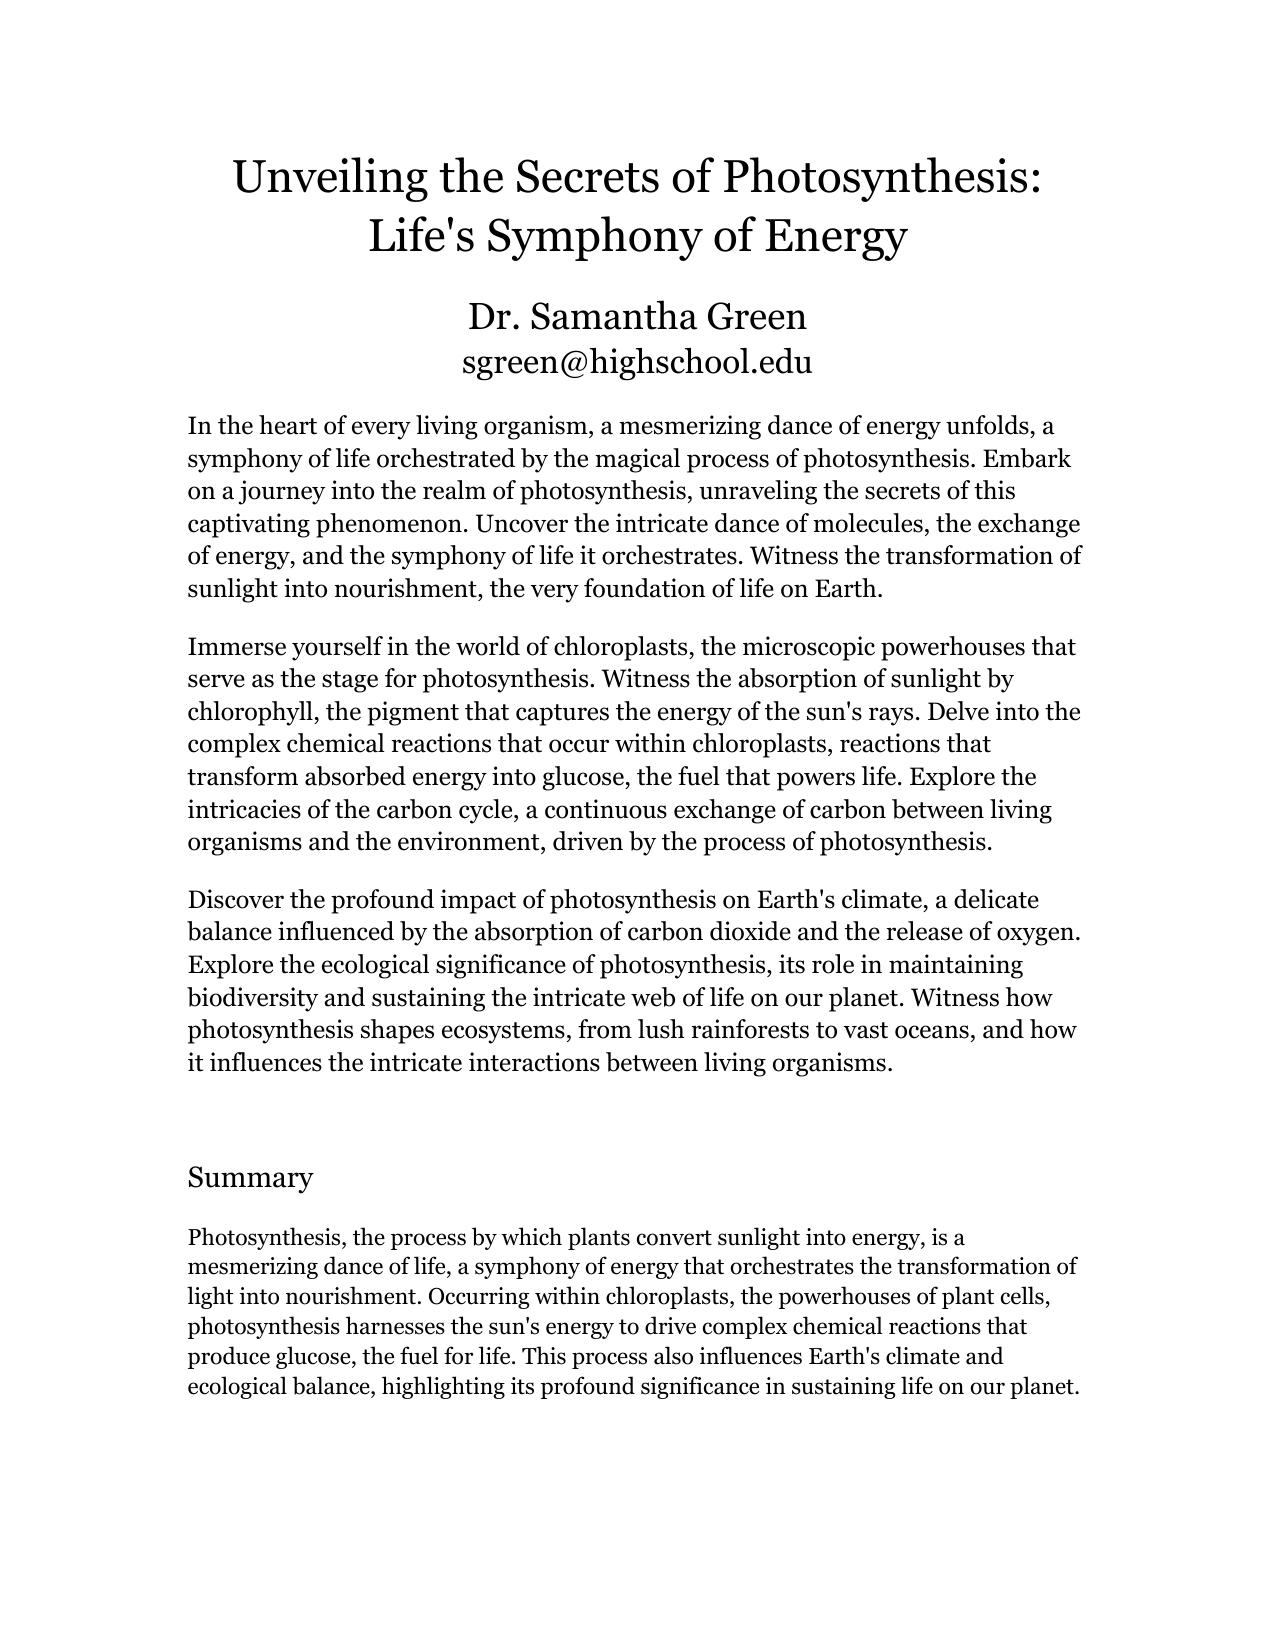 Unveiling the Secrets of Photosynthesis:
Life's Symphony of Energy
Dr. Samantha Green
sgreen@highschool.edu
In the heart of every living organism, a mesmerizing dance of energy unfolds, a
symphony of life orchestrated by the magical process of photosynthesis. Embark
on a journey into the realm of photosynthesis, unraveling the secrets of this
captivating phenomenon. Uncover the intricate dance of molecules, the exchange
of energy, and the symphony of life it orchestrates. Witness the transformation of
sunlight into nourishment, the very foundation of life on Earth.
Immerse yourself in the world of chloroplasts, the microscopic powerhouses that
serve as the stage for photosynthesis. Witness the absorption of sunlight by
chlorophyll, the pigment that captures the energy of the sun's rays. Delve into the
complex chemical reactions that occur within chloroplasts, reactions that
transform absorbed energy into glucose, the fuel that powers life. Explore the
intricacies of the carbon cycle, a continuous exchange of carbon between living
organisms and the environment, driven by the process of photosynthesis.
Discover the profound impact of photosynthesis on Earth's climate, a delicate
balance influenced by the absorption of carbon dioxide and the release of oxygen.
Explore the ecological significance of photosynthesis, its role in maintaining
biodiversity and sustaining the intricate web of life on our planet. Witness how
photosynthesis shapes ecosystems, from lush rainforests to vast oceans, and how
it influences the intricate interactions between living organisms.
Summary
Photosynthesis, the process by which plants convert sunlight into energy, is a
mesmerizing dance of life, a symphony of energy that orchestrates the transformation of
light into nourishment. Occurring within chloroplasts, the powerhouses of plant cells,
photosynthesis harnesses the sun's energy to drive complex chemical reactions that
produce glucose, the fuel for life. This process also influences Earth's climate and
ecological balance, highlighting its profound significance in sustaining life on our planet.